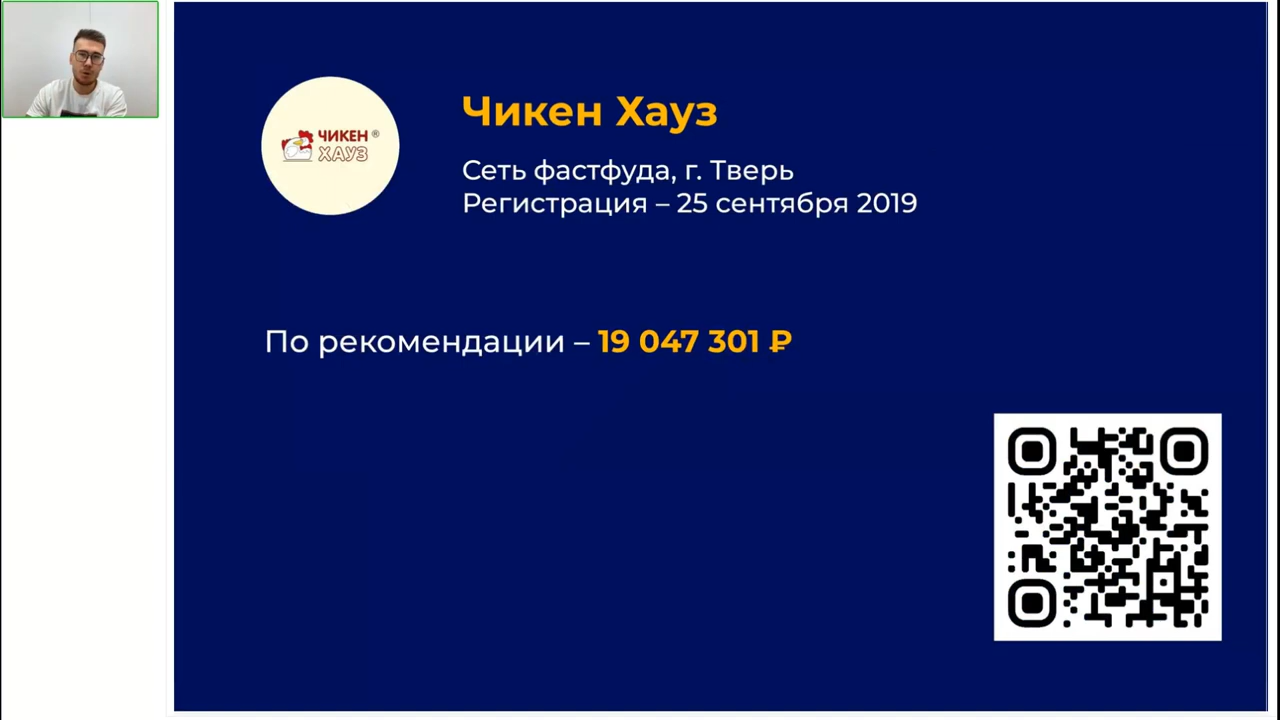 ЧИКЕН ®
ХАУЗ
Чикен Хауз
Сеть фастфуда, г. Тверь
Регистрация – 25 сентября 2019
По рекомендации – 19 047 301 ₽